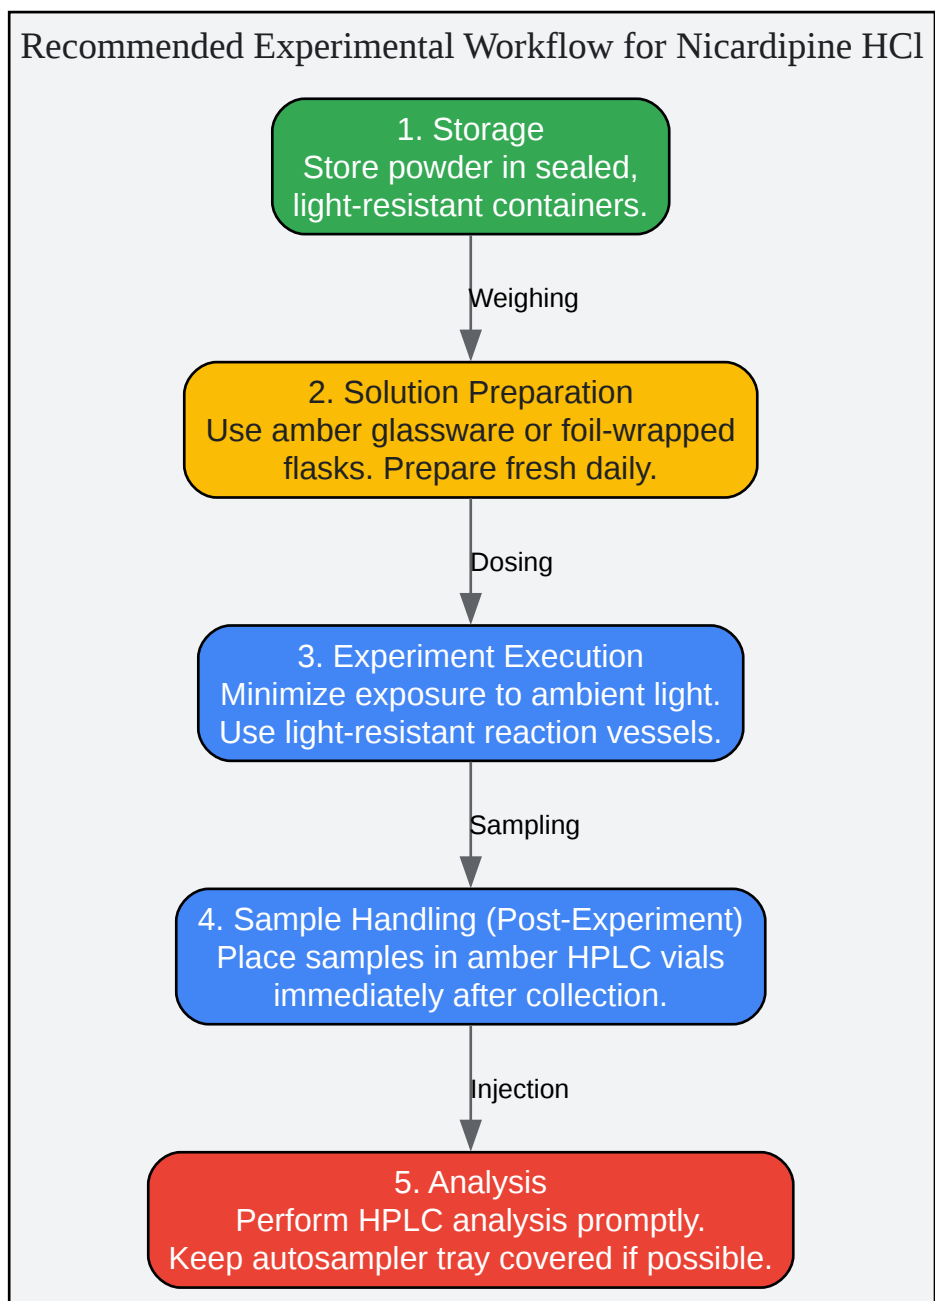 Recommended Experimental Workflow for Nicardipine HCl
1. Storage
Store powder in sealed,
light-resistant containers.
Weighing
2. Solution Preparation
Use amber glassware or foil-wrapped
flasks. Prepare fresh daily.
Dosing
3. Experiment Execution
Minimize exposure to ambient light.
Use light-resistant reaction vessels.
Sampling
4. Sample Handling (Post-Experiment)
Place samples in amber HPLC vials
immediately after collection.
Injection
5. Analysis
Perform HPLC analysis promptly.
Keep autosampler tray covered if possible.